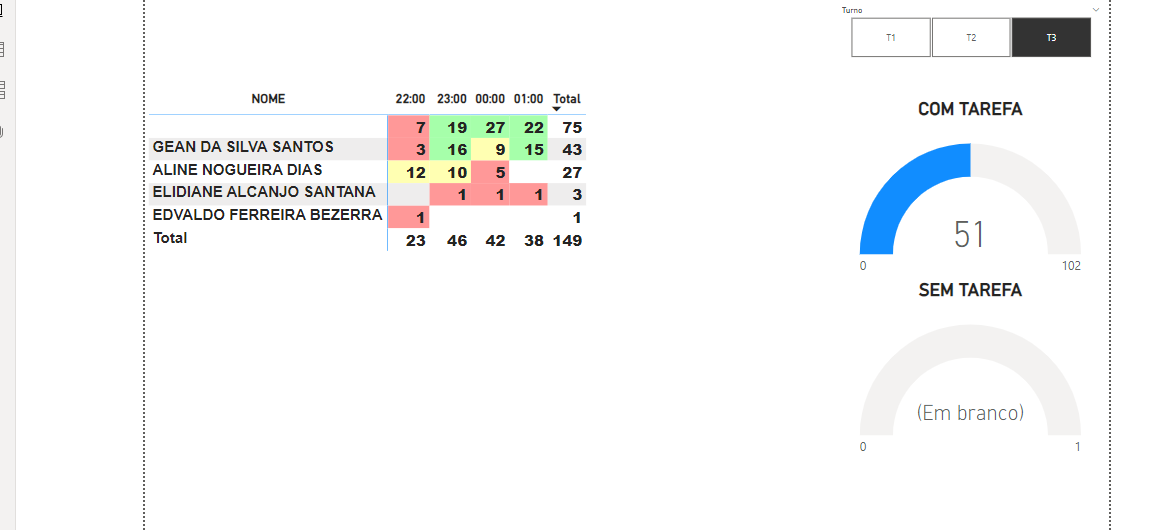 Turno
T1 T2 T3
NOME 22:00 23:00 00:00 01:00 Total
7 19 27 22 75
GEAN DA SILVA SANTOS 3 16 9 15 43
ALINE NOGUEIRA DIAS 12 10 5 27
ELIDIANE ALCANJO SANTANA 1 1 1 3
EDVALDO FERREIRA BEZERRA 1 1
Total 23 46 42 38 149
COM TAREFA
51
0 102
SEM TAREFA
(Em branco)
0 1